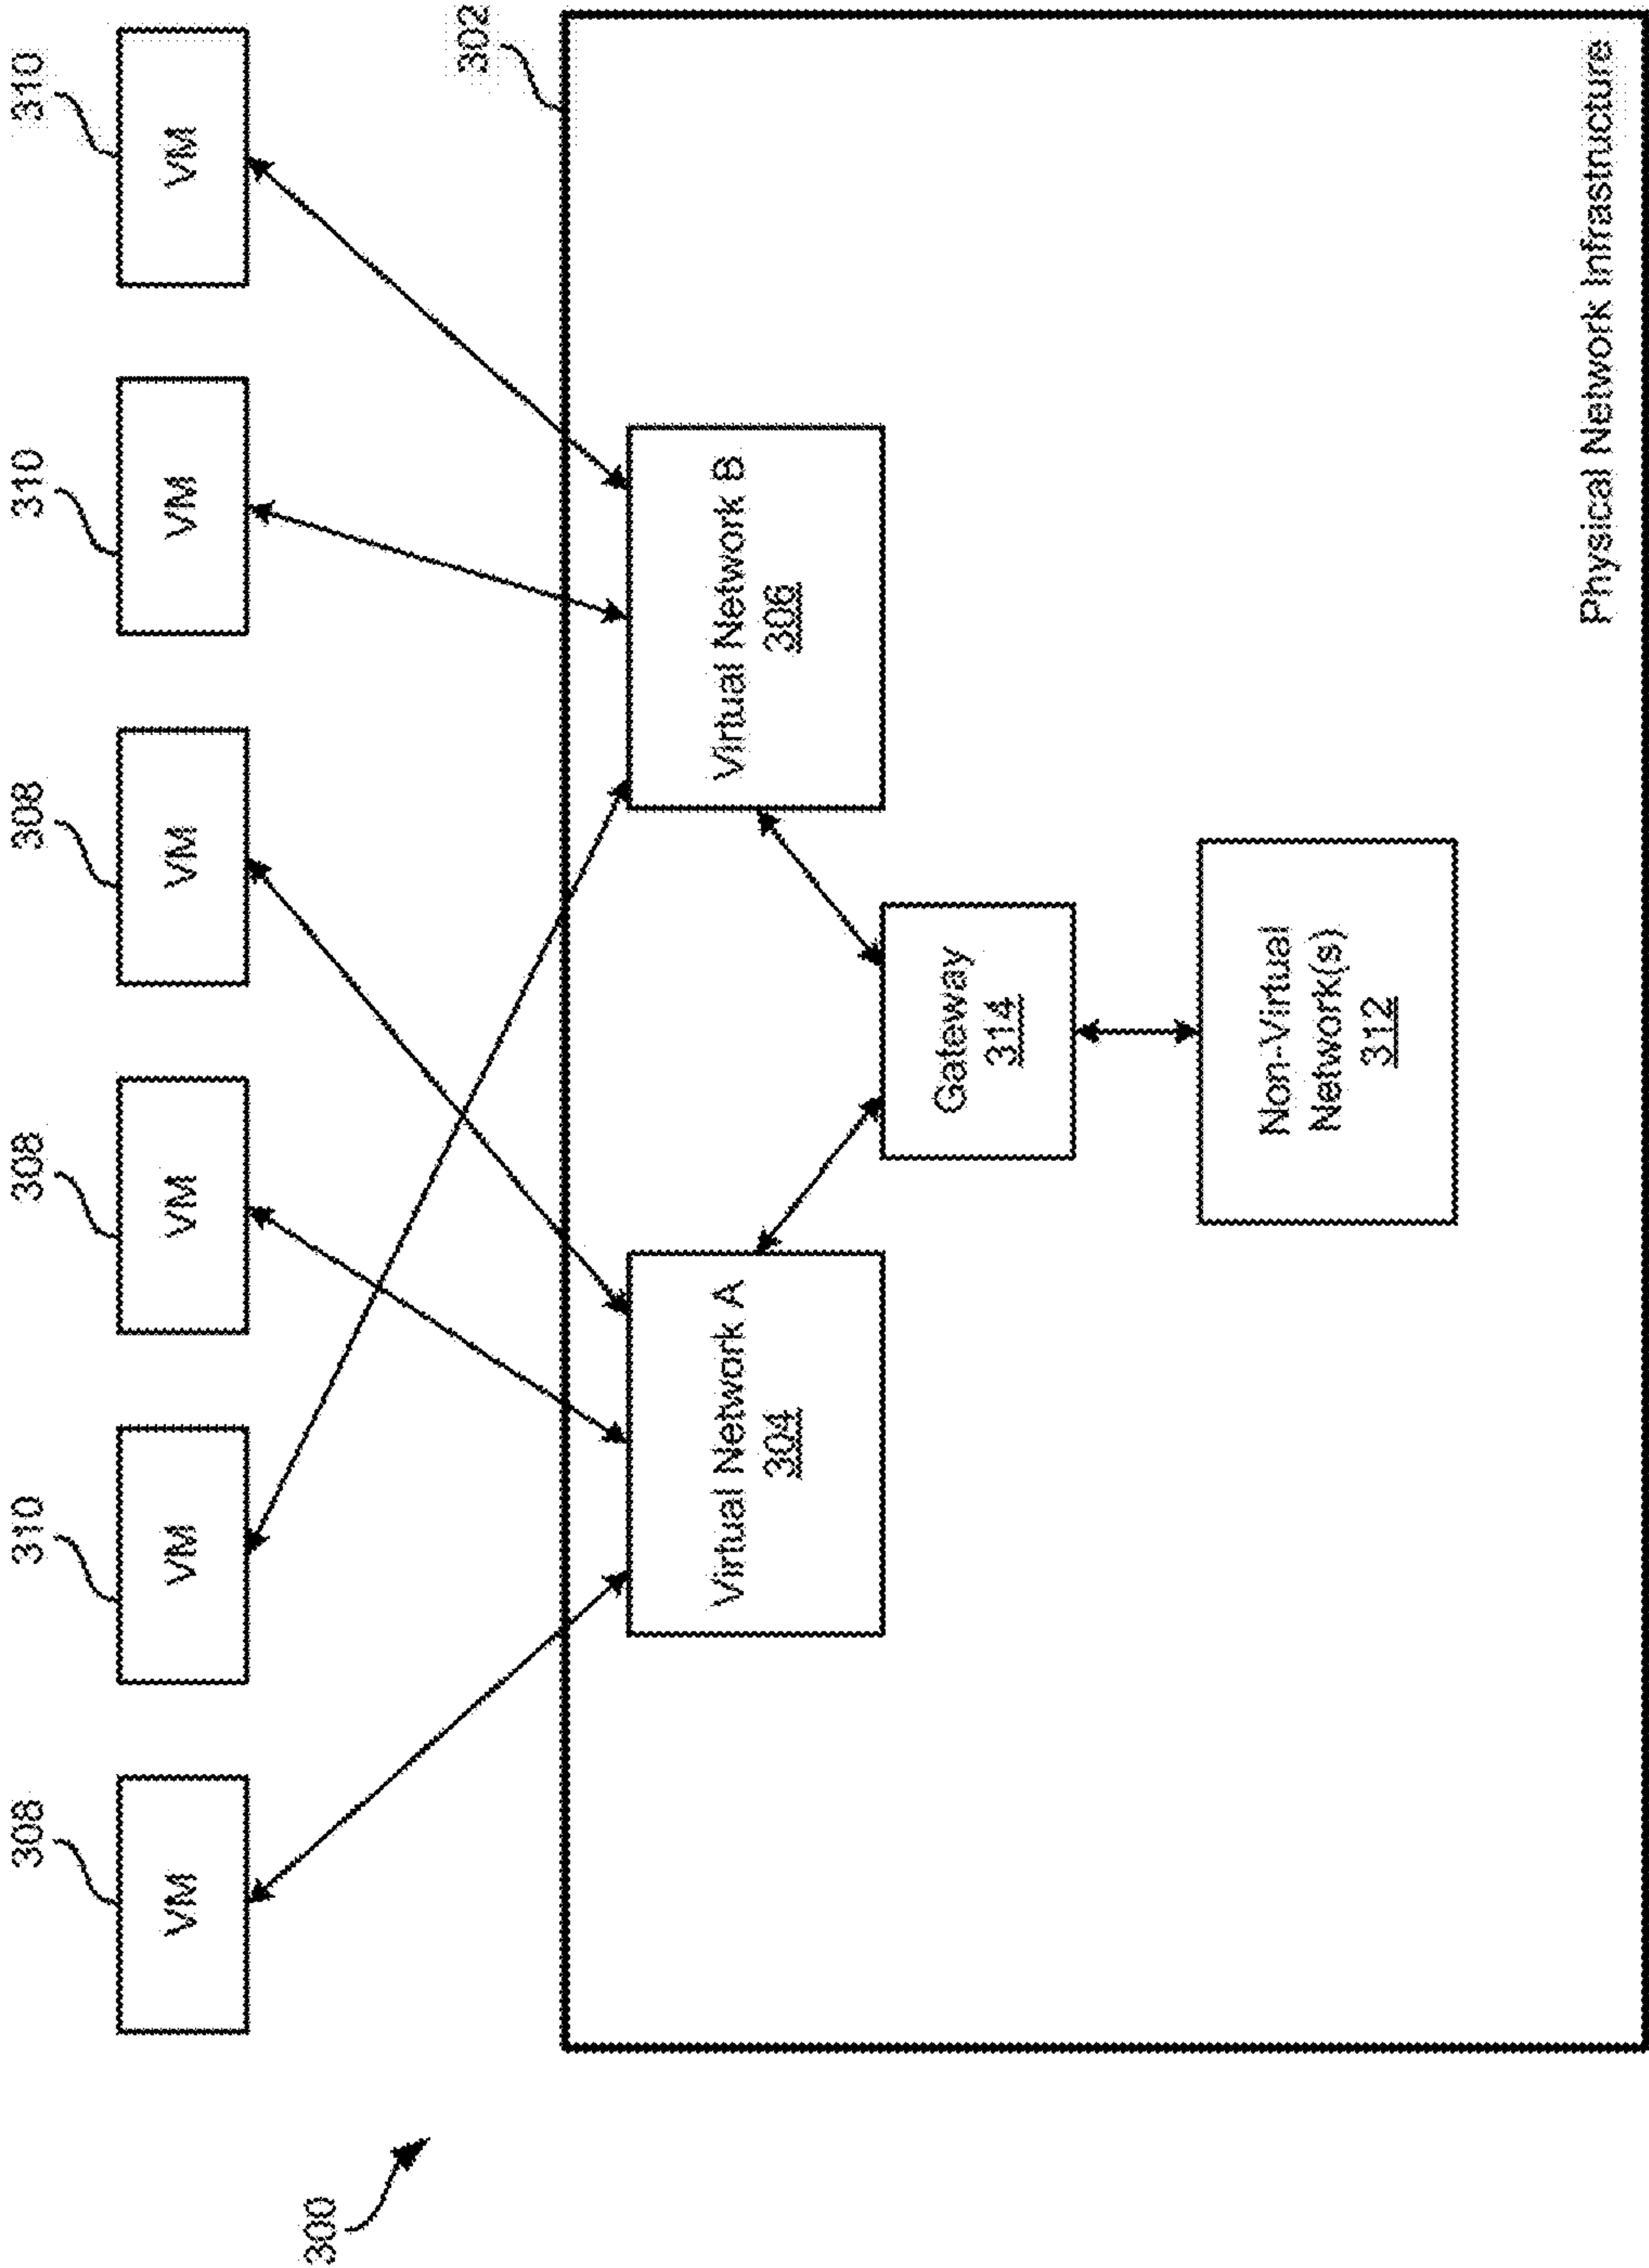 300
308
310
308
308
310
310
VM
VM
VM
VM
VM
VM
302
Virtual Network A
304
Virtual Network B
306
Gateway
314
Non-Virtual
Network(s)
312
Physical Network Infrastructure